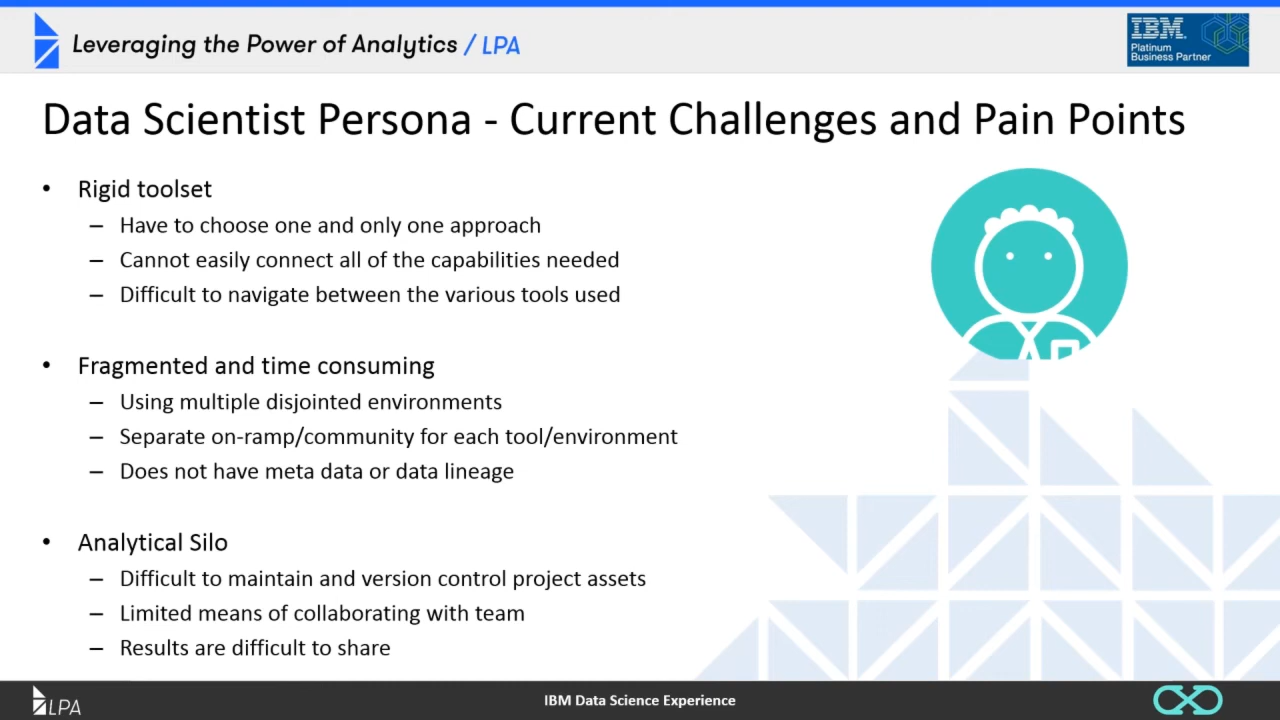 Leveraging the Power of Analytics / LPA
IBM
Platinum
Business Partner
Data Scientist Persona - Current Challenges and Pain Points
• Rigid toolset
– Have to choose one and only one approach
– Cannot easily connect all of the capabilities needed
– Difficult to navigate between the various tools used
• Fragmented and time consuming
– Using multiple disjointed environments
– Separate on-ramp/community for each tool/environment
– Does not have meta data or data lineage
• Analytical Silo
– Difficult to maintain and version control project assets
– Limited means of collaborating with team
– Results are difficult to share
LPA
IBM Data Science Experience